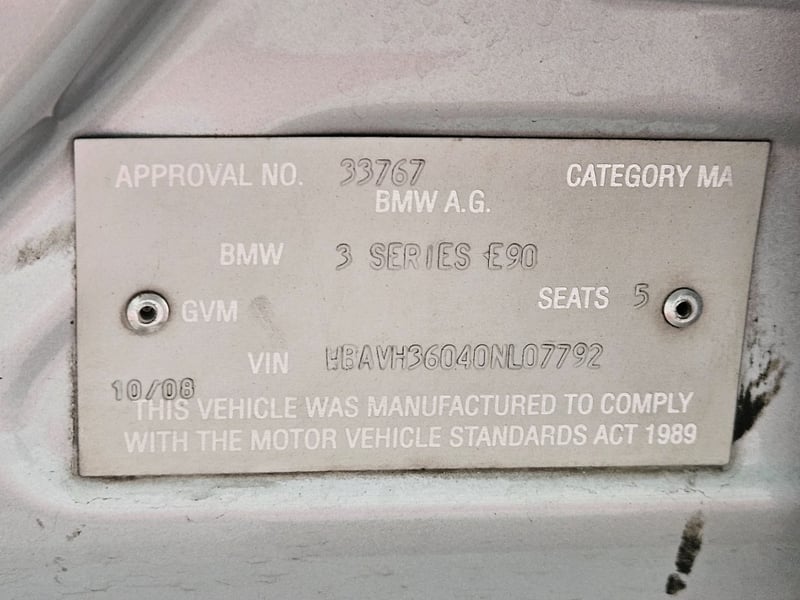 APPROVAL NO. 33767 CATEGORY MA
BMW A.G.
BMW 3 SERIES E90
GVM SEATS 5
VIN WBAVH36040NL07792
10/08
THIS VEHICLE WAS MANUFACTURED TO COMPLY
WITH THE MOTOR VEHICLE STANDARDS ACT 1989